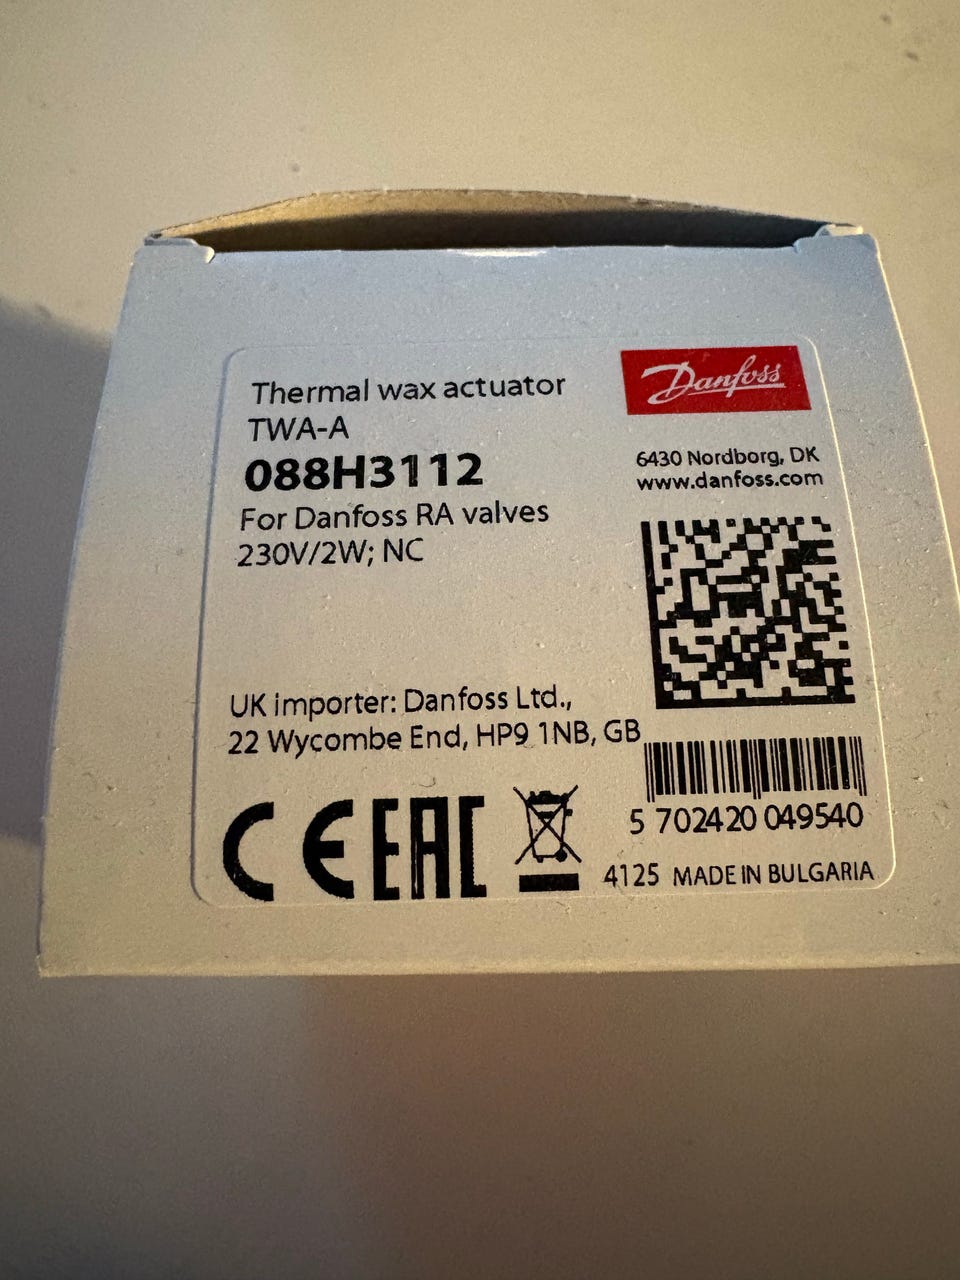 Thermal wax actuator
TWA-A
088H3112
For Danfoss RA valves
230V/2W; NC
Danfoss
6430 Nordborg, DK
www.danfoss.com
UK importer: Danfoss Ltd.,
22 Wycombe End, HP9 1NB, GB
CE EAC
5 702420 049540
4125 MADE IN BULGARIA